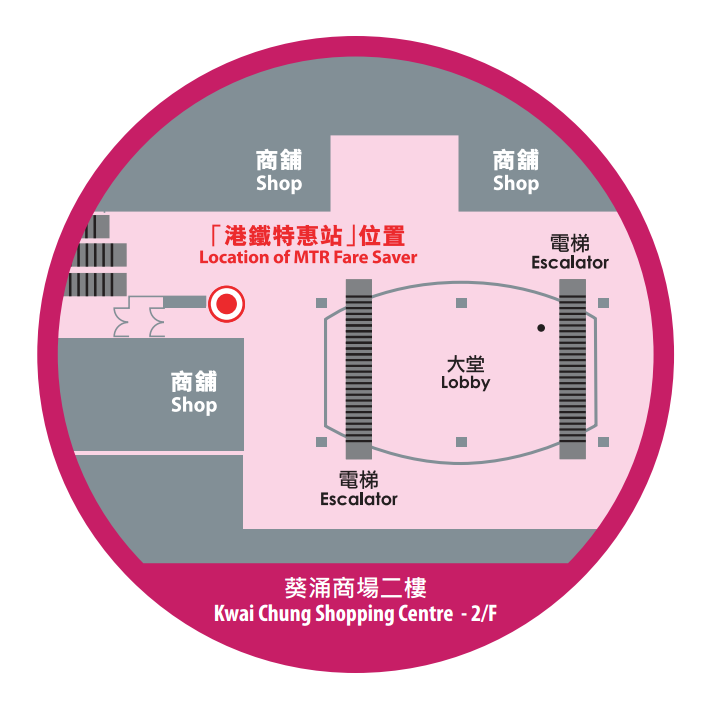 商舖
Shop
商舖
Shop
「港鐵特惠站」位置
Location of MTR Fare Saver
電梯
Escalator
大堂
Lobby
商舖
Shop
電梯
Escalator
葵涌商場二樓
Kwai Chung Shopping Centre - 2/F